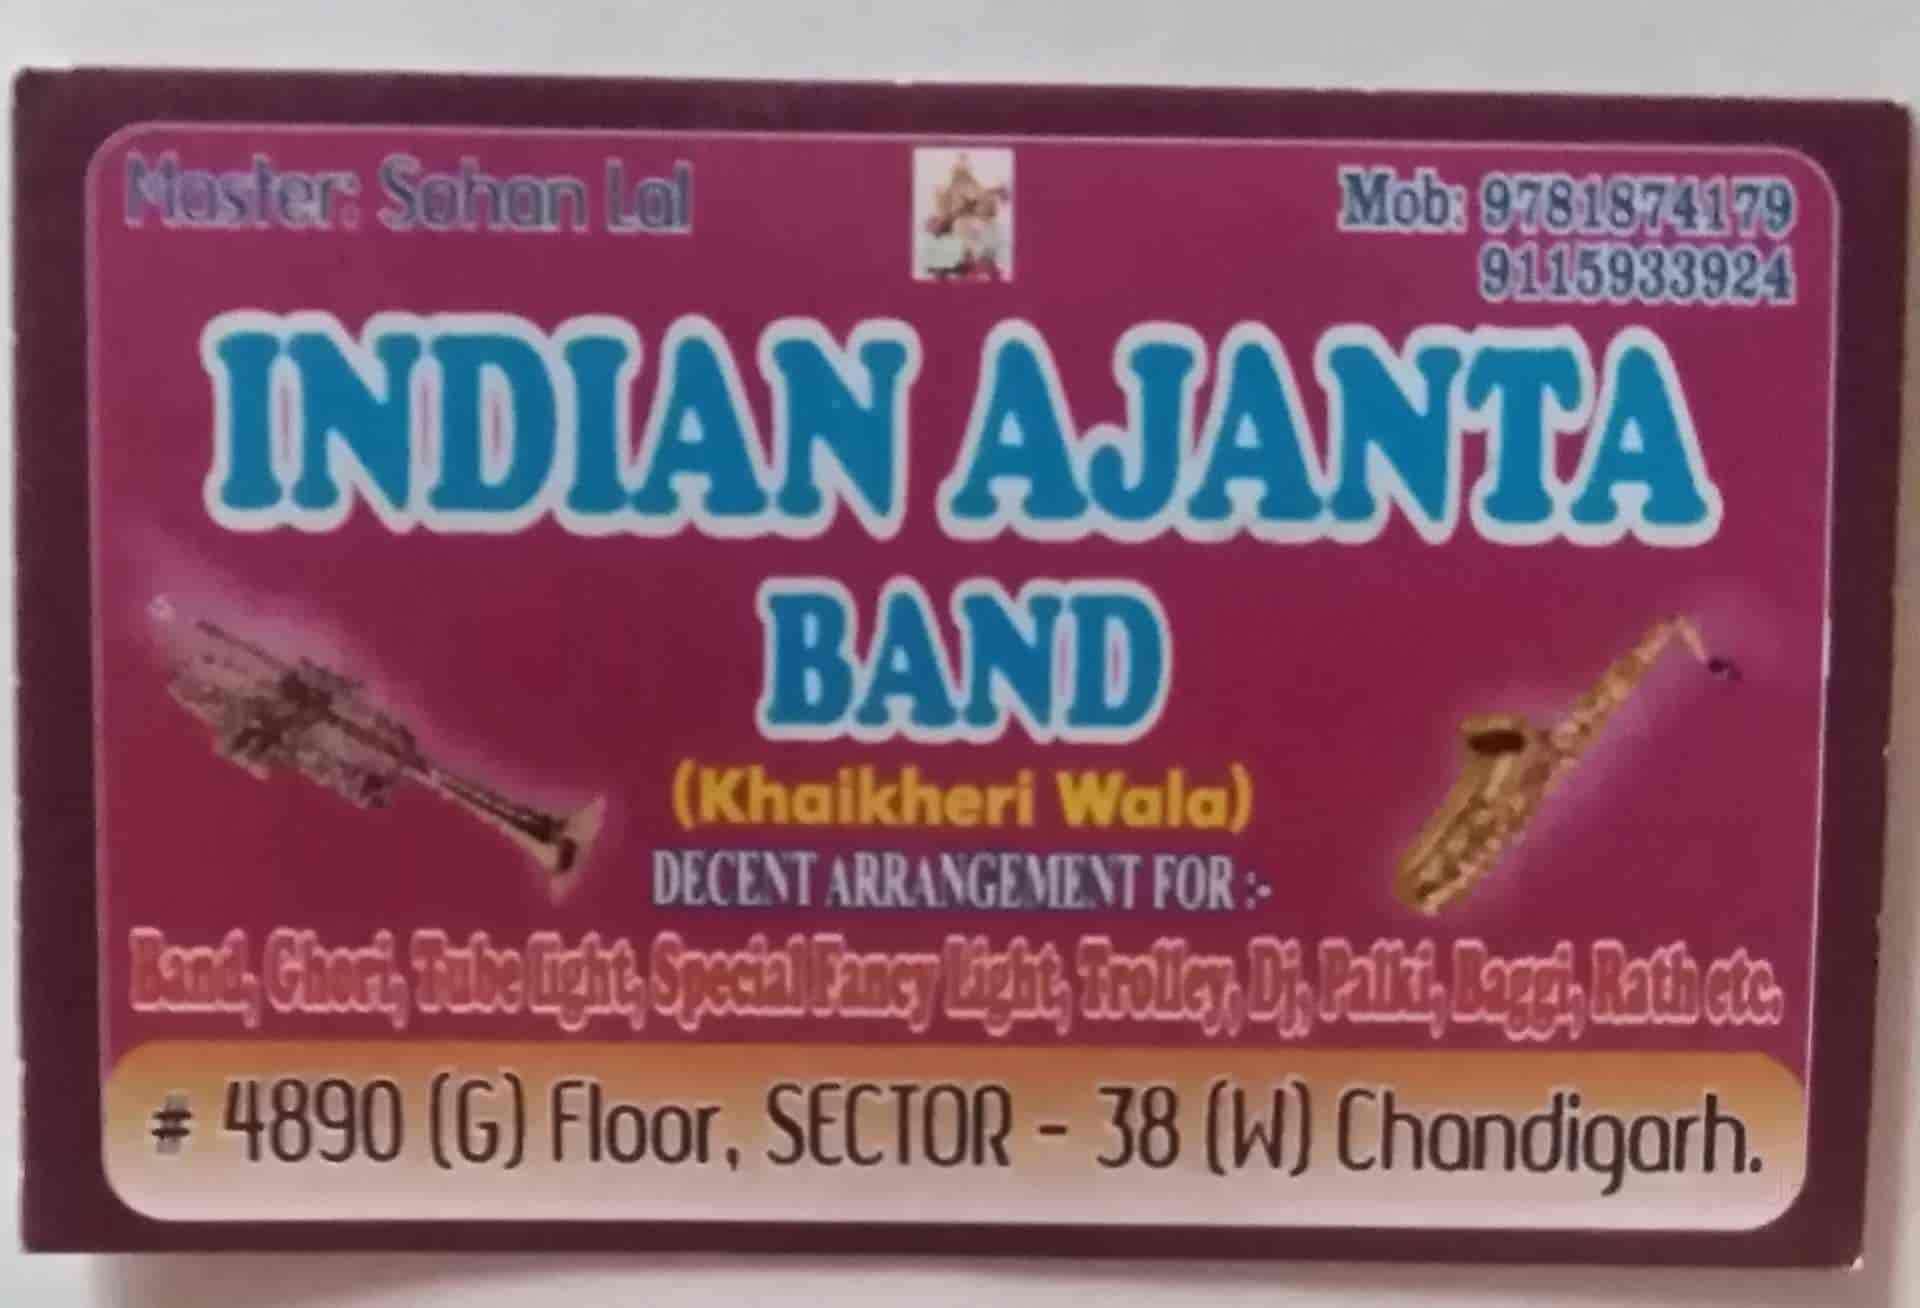 Master: Sohan Lal
Mob: 9781874179
9115933924
INDIAN AJANTA
BAND
(Khaikheri Wala)
DECENT ARRANGEMENT FOR :-
Band, Ghori, Tube light, Special Fancy Light, Trolley, Dj, Palki, Baggi, Rath etc.
# 4890 (G) Floor, SECTOR - 38 (W) Chandigarh.